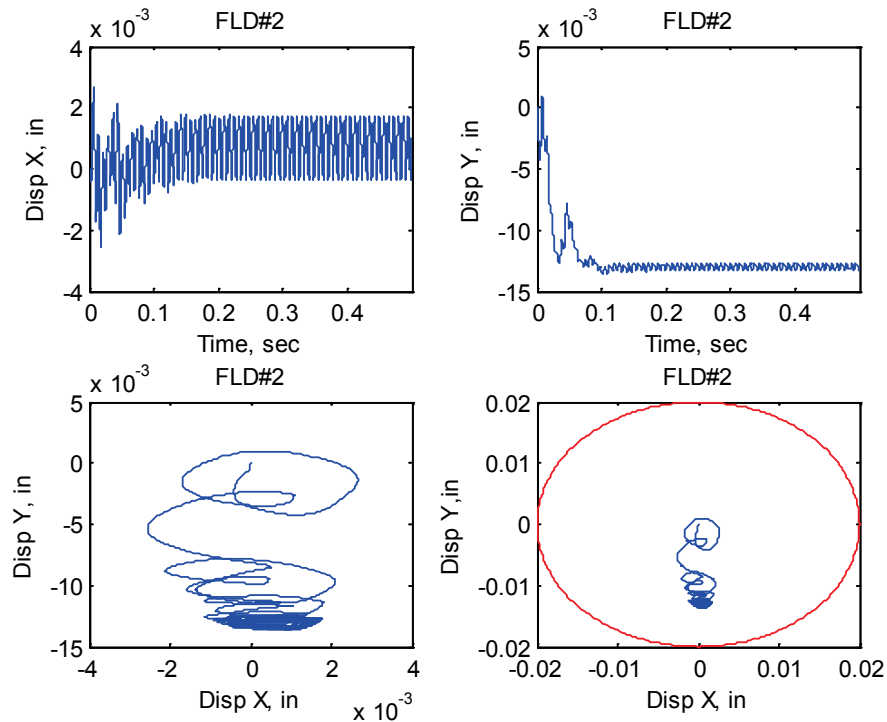 x 10^-3
FLD#2
4
2
0
-2
-4
Disp X, in
0
0.1
0.2
0.3
0.4
Time, sec
x 10^-3
FLD#2
5
0
-5
-10
-15
Disp Y, in
0
0.1
0.2
0.3
0.4
Time, sec
x 10^-3
FLD#2
5
0
-5
-10
-15
Disp Y, in
-4
-2
0
2
4
Disp X, in
x 10^-3
FLD#2
0.02
0.01
0
-0.01
-0.02
Disp Y,in
-0.02
-0.01
0
0.01
0.02
Disp X, in